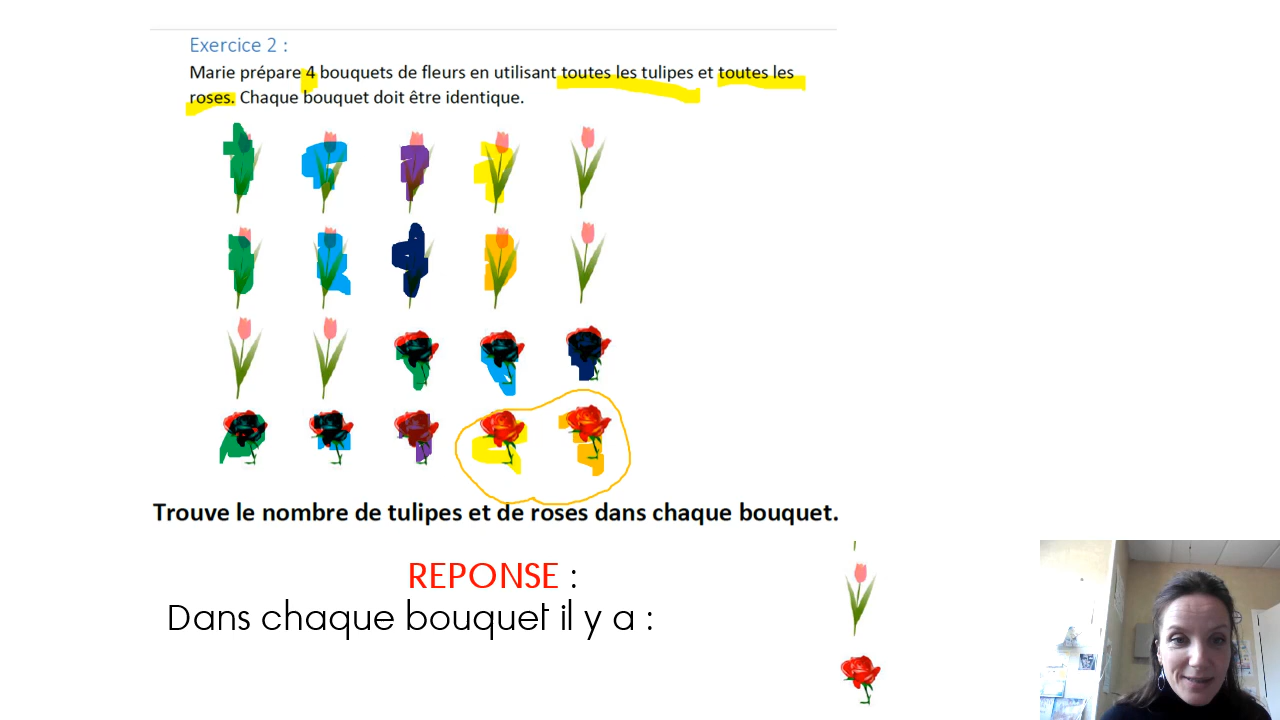 Exercice 2 :
Marie prépare 4 bouquets de fleurs en utilisant toutes les tulipes et toutes les
roses. Chaque bouquet doit être identique.
Trouve le nombre de tulipes et de roses dans chaque bouquet.
REPONSE :
Dans chaque bouquet il y a :